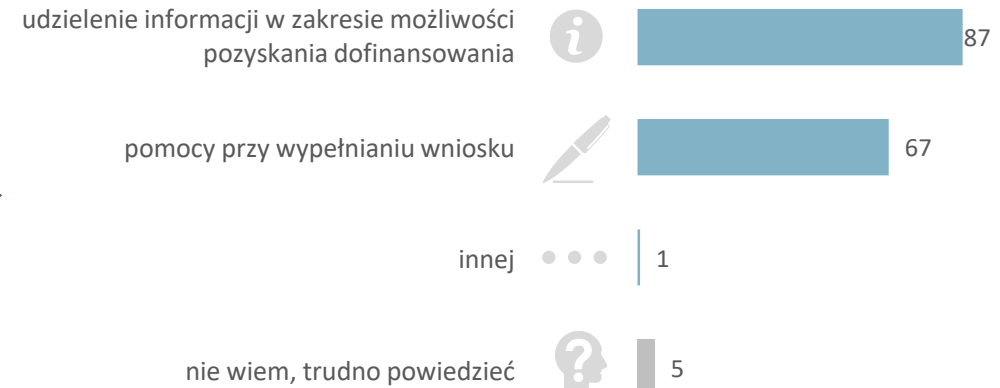 udzielenie informacji w zakresie możliwości
pozyskania dofinansowania
87
pomocy przy wypełnianiu wniosku
67
innej
1
nie wiem, trudno powiedzieć
5